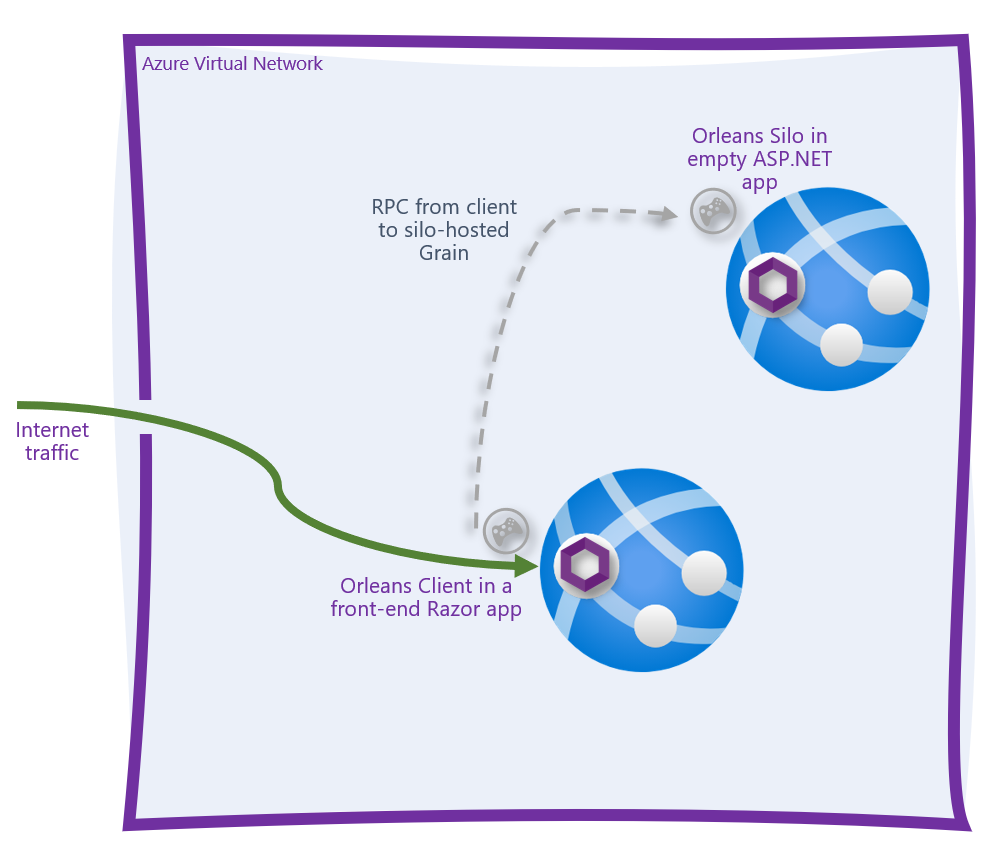 Azure Virtual Network
Orleans Silo in
empty ASP.NET
app
RPC from client
to silo-hosted
Grain
Internet
traffic
Orleans Client in a
front-end Razor app